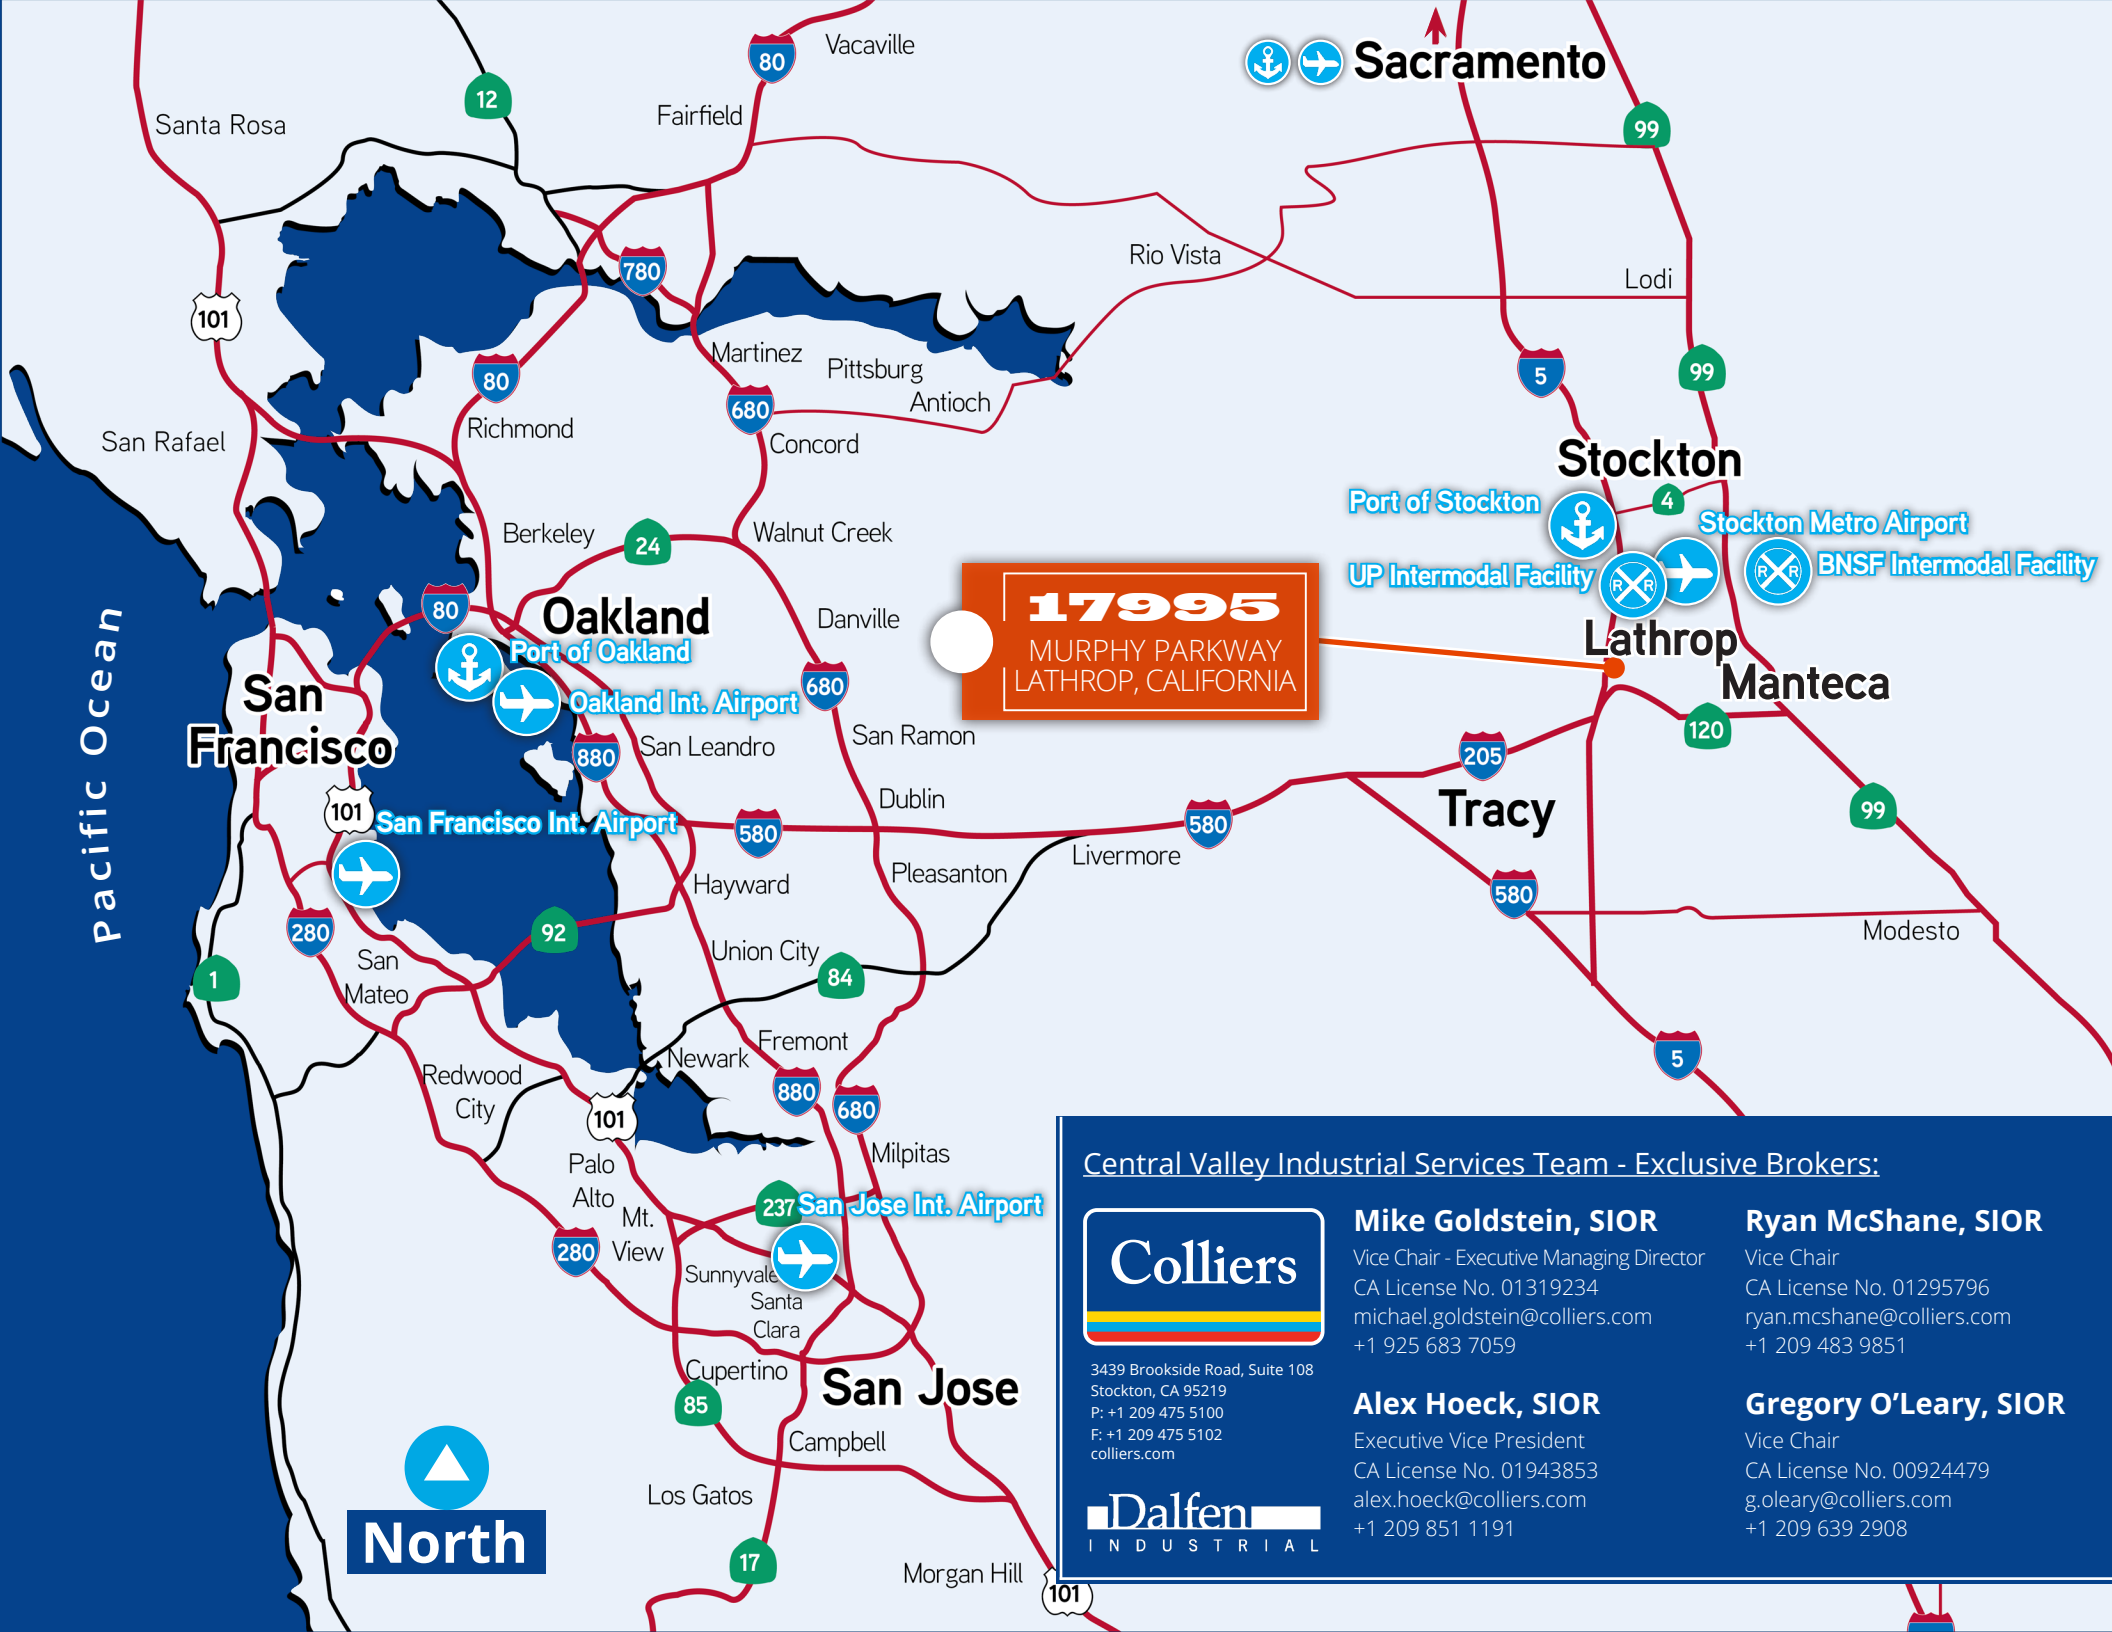 80
Vacaville
Sacramento
12
Fairfield
Santa Rosa
99
780
Rio Vista
Lodi
101
Martinez
Pittsburg
80
5
99
680
Antioch
Richmond
San Rafael
Concord
Stockton
Port of Stockton
4
Stockton Metro Airport
Berkeley
24
Walnut Creek
UP Intermodal Facility
R R
R R
BNSF Intermodal Facility
80
Oakland
Danville
17995
MURPHY PARKWAY
LATHROP, CALIFORNIA
Lathrop
Port of Oakland
Manteca
680
San
Francisco
Oakland Int. Airport
Pacific Ocean
San Leandro
San Ramon
120
880
205
Dublin
101
San Francisco Int. Airport
580
580
Tracy
99
Livermore
Hayward
Pleasanton
580
280
92
Modesto
Union City
San
Mateo
84
1
Fremont
Newark
5
Redwood
City
880
680
101
Milpitas
Palo
Alto
237
San Jose Int. Airport
Mt.
View
280
Sunnyvale
Santa
Clara
Cupertino
San Jose
85
Campbell
Los Gatos
North
17
Morgan Hill
101
Central Valley Industrial Services Team - Exclusive Brokers:
Colliers
3439 Brookside Road, Suite 108
Stockton, CA 95219
P: +1 209 475 5100
F: +1 209 475 5102
colliers.com
Dalfen
INDUSTRIAL
Mike Goldstein, SIOR
Vice Chair - Executive Managing Director
CA License No. 01319234
michael.goldstein@colliers.com
+1 925 683 7059
Ryan McShane, SIOR
Vice Chair
CA License No. 01295796
ryan.mcshane@colliers.com
+1 209 483 9851
Alex Hoeck, SIOR
Executive Vice President
CA License No. 01943853
alex.hoeck@colliers.com
+1 209 851 1191
Gregory O’Leary, SIOR
Vice Chair
CA License No. 00924479
g.oleary@colliers.com
+1 209 639 2908